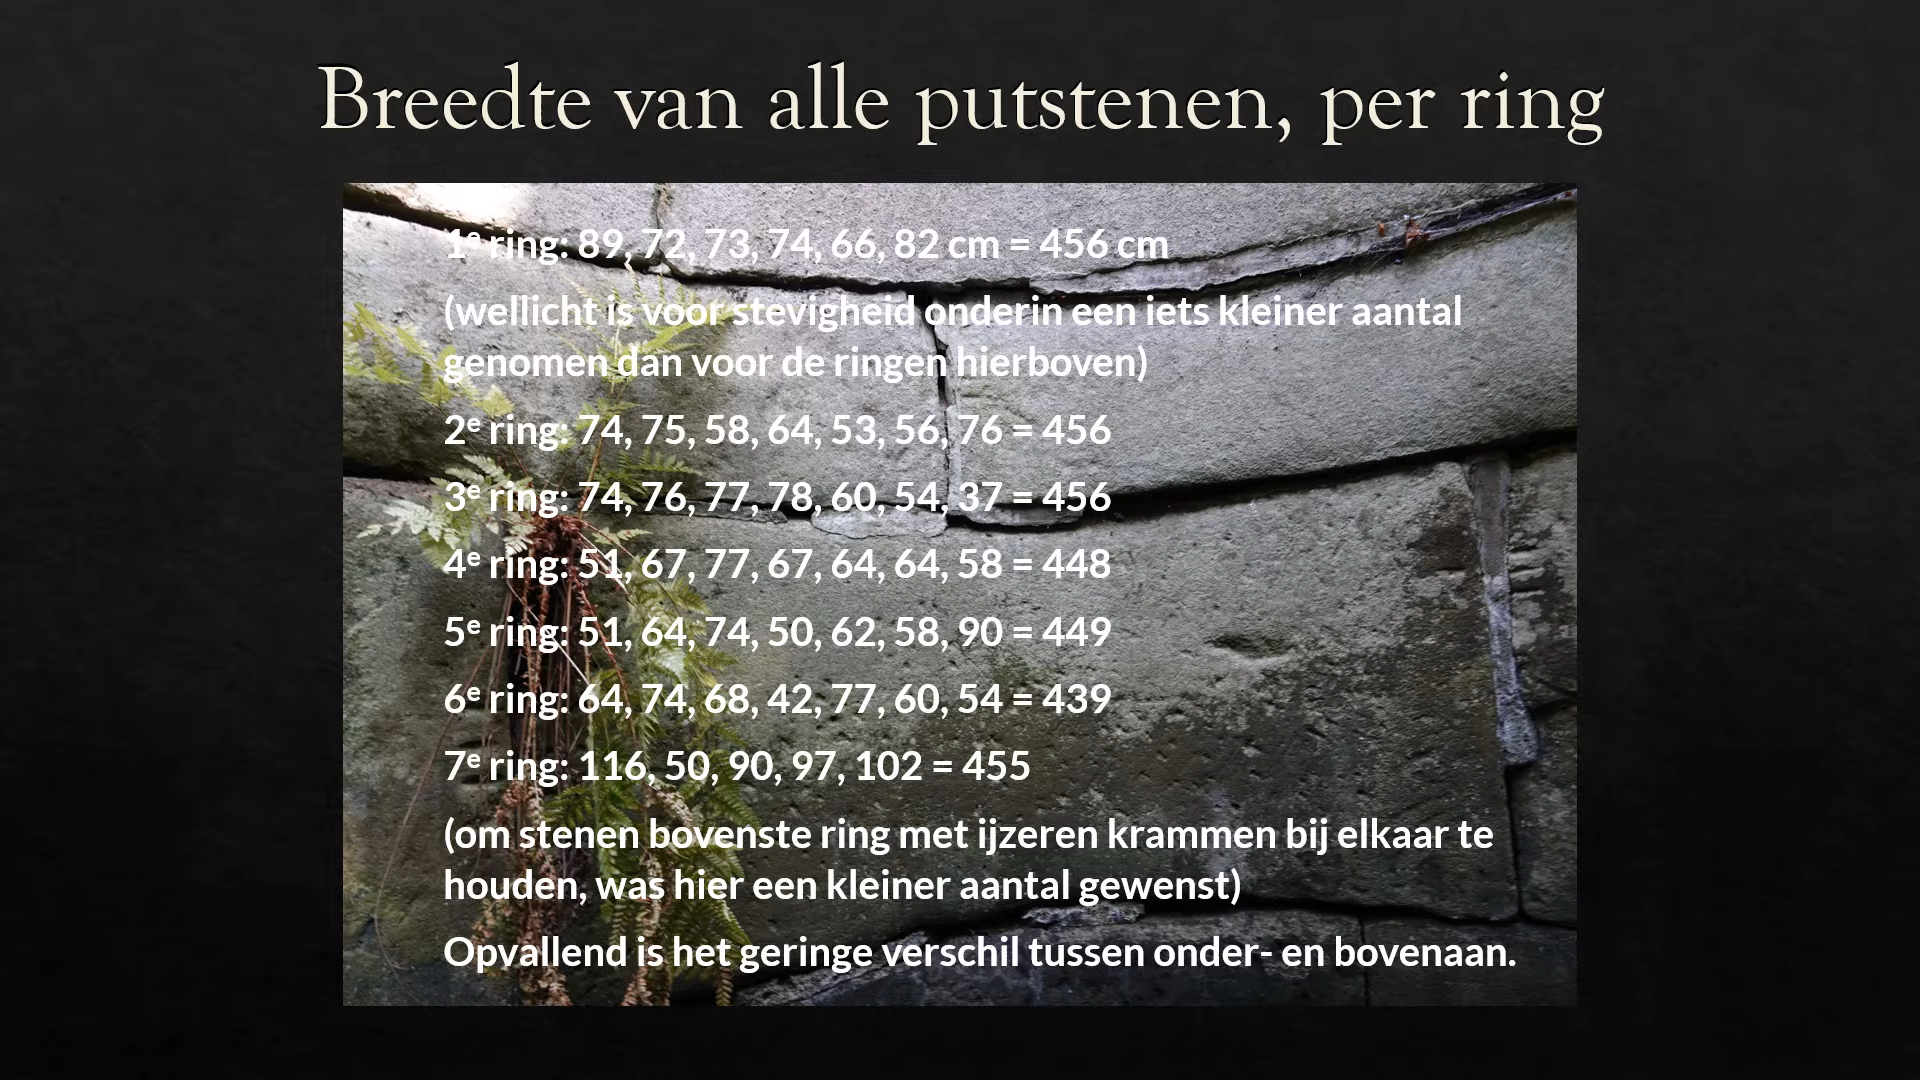 Breedte van alle putstenen, per ring
1e ring: 89, 72, 73, 74, 66, 82 cm = 456 cm
(wellicht is voor stevigheid onderin een iets kleiner aantal
genomen dan voor de ringen hierboven)
2e ring: 74, 75, 58, 64, 53, 56, 76 = 456
3e ring: 74, 76, 77, 78, 60, 54, 37 = 456
4e ring: 51, 67, 77, 67, 64, 64, 58 = 448
5e ring: 51, 64, 74, 50, 62, 58, 90 = 449
6e ring: 64, 74, 68, 42, 77, 60, 54 = 439
7e ring: 116, 50, 90, 97, 102 = 455
(om stenen bovenste ring met ijzeren krammen bij elkaar te
houden, was hier een kleiner aantal gewenst)
Opvallend is het geringe verschil tussen onder- en bovenaan.